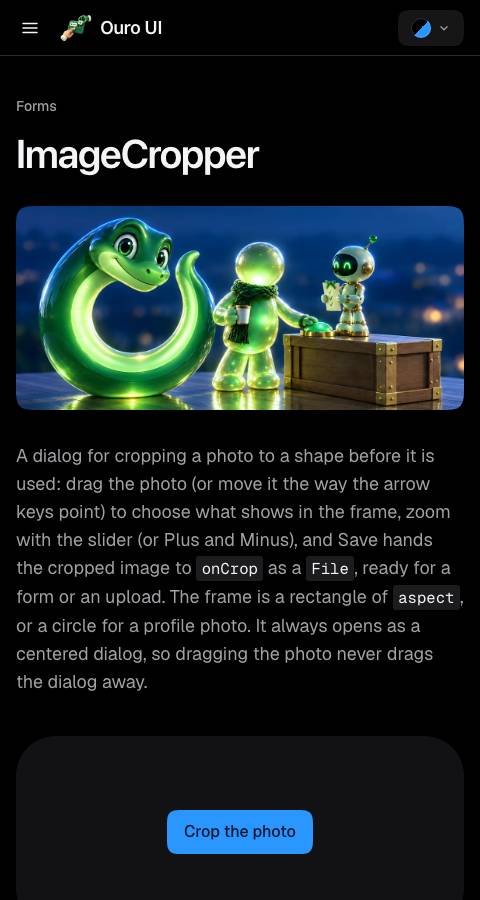 Ouro UI
Forms
ImageCropper
A dialog for cropping a photo to a shape before it is
used: drag the photo (or move it the way the arrow
keys point) to choose what shows in the frame, zoom
with the slider (or Plus and Minus), and Save hands
the cropped image to onCrop as a File, ready for a
form or an upload. The frame is a rectangle of aspect,
or a circle for a profile photo. It always opens as a
centered dialog, so dragging the photo never drags
the dialog away.
Crop the photo